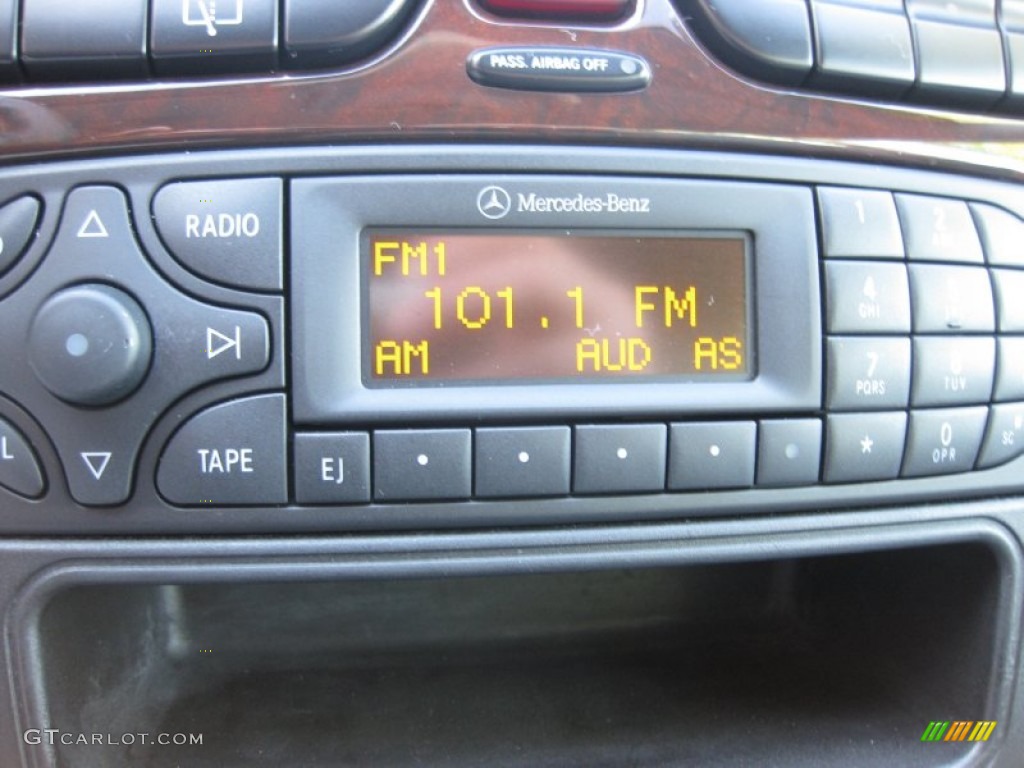 PASS. AIRBAG OFF
Mercedes-Benz
RADIO
FM1
101.1 FM
AM AUD AS
TAPE
EJ
1
2
4
GHI
7
PQRS
TUV
*
0
OPR
SC
L
GTCARLOT.COM